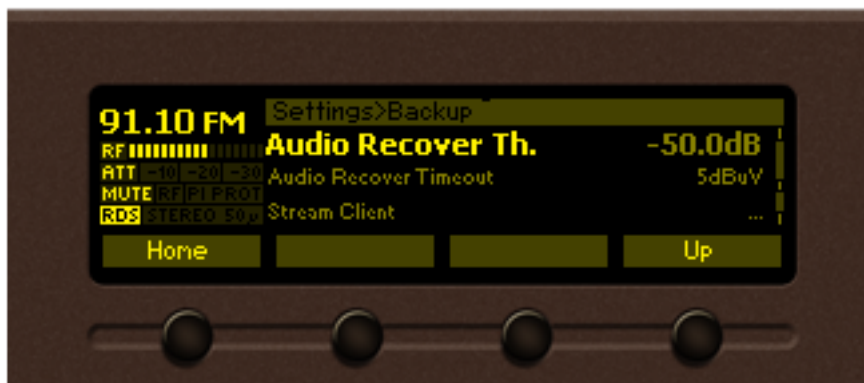 91.10 FM
Settings>Backup
RF
Audio Recover Th. -50.0dB
ATT -10 -20 -30
Audio Recover Timeout 5dBuV
MUTE RF PI PROT
RDS STEREO 50µ
Stream Client ...
Home
Up